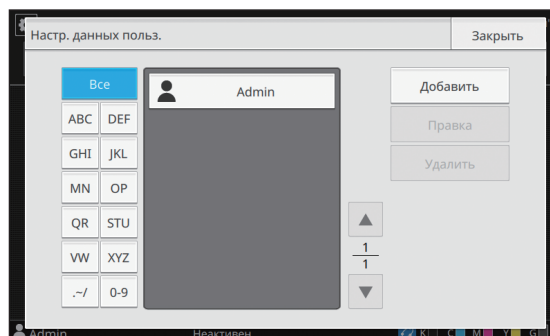 Настр. данных польз.
Закрыть
Все
Admin
Добавить
ABC DEF
Правка
GHI JKL
Удалить
MN OP
QR STU
VW XYZ
1
1
.~/ 0-9
Admin Неактивен K C M Y G